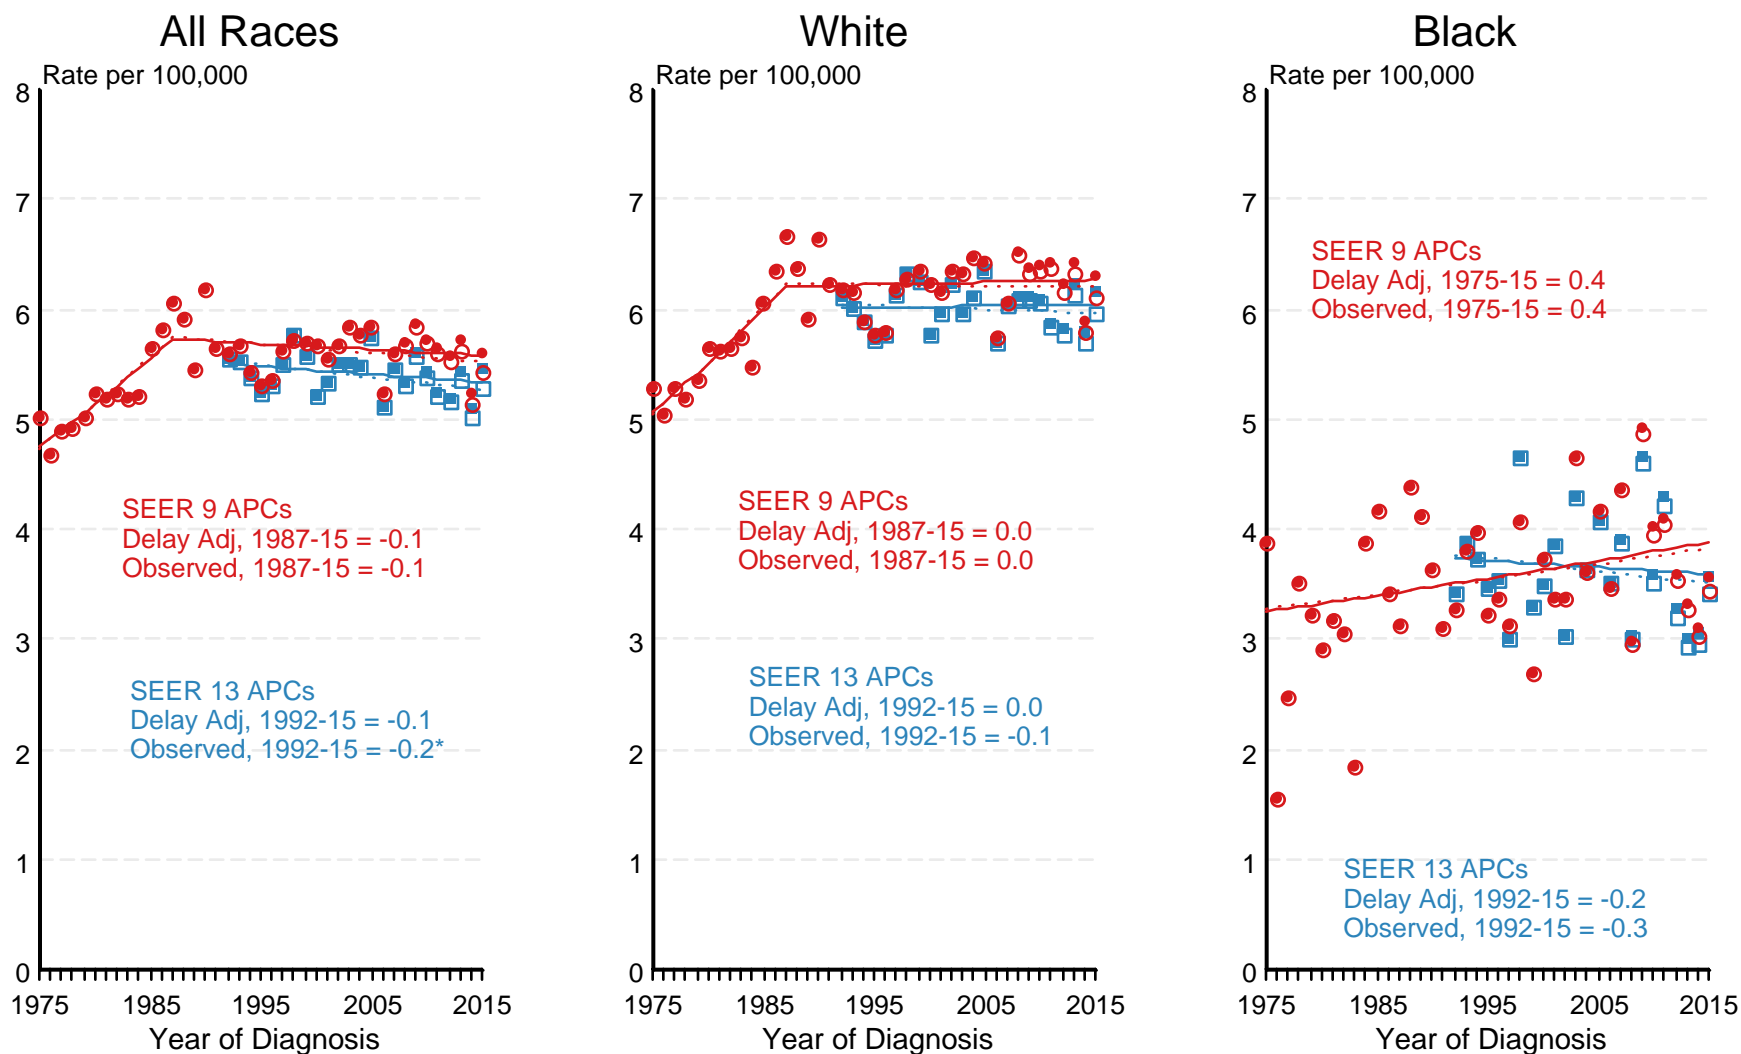 All Races
Rate per 100,000
8
7
6
5
4
3
2
1
0
SEER 9 APCs
Delay Adj, 1987-15 = -0.1
Observed, 1987-15 = -0.1
SEER 13 APCs
Delay Adj, 1992-15 = -0.1
Observed, 1992-15 = -0.2*
1975 1985 1995 2005 2015
Year of Diagnosis
White
Rate per 100,000
8
7
6
5
4
3
2
1
0
SEER 9 APCs
Delay Adj, 1987-15 = 0.0
Observed, 1987-15 = 0.0
SEER 13 APCs
Delay Adj, 1992-15 = 0.0
Observed, 1992-15 = -0.1
1975 1985 1995 2005 2015
Year of Diagnosis
Black
Rate per 100,000
8
7
6
5
4
3
2
1
0
SEER 9 APCs
Delay Adj, 1975-15 = 0.4
Observed, 1975-15 = 0.4
SEER 13 APCs
Delay Adj, 1992-15 = -0.2
Observed, 1992-15 = -0.3
1975 1985 1995 2005 2015
Year of Diagnosis